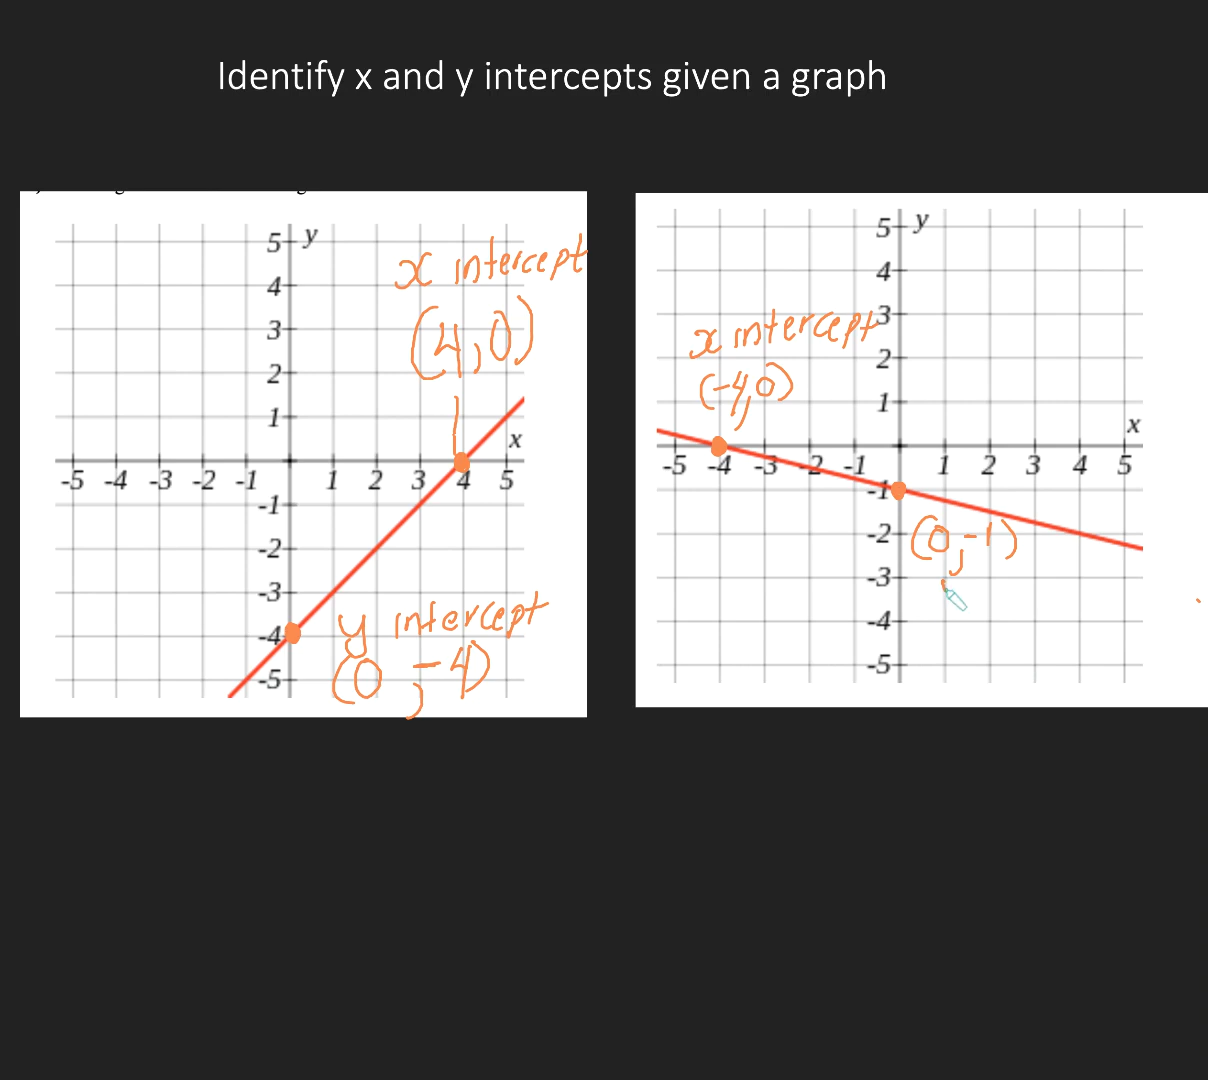 Identify x and y intercepts given a graph
5 y
x intercept
4
(4,0)
3
2
1
x
-5 -4 -3 -2 -1 1 2 3 4 5
-1
-2
-3
y intercept
-4
(0,-4)
-5
5 y
4
x intercept
3
2
(-4,0)
1
x
-5 -4 -3 -2 -1 1 2 3 4 5
-1
-2
(0,-1)
-3
-4
-5